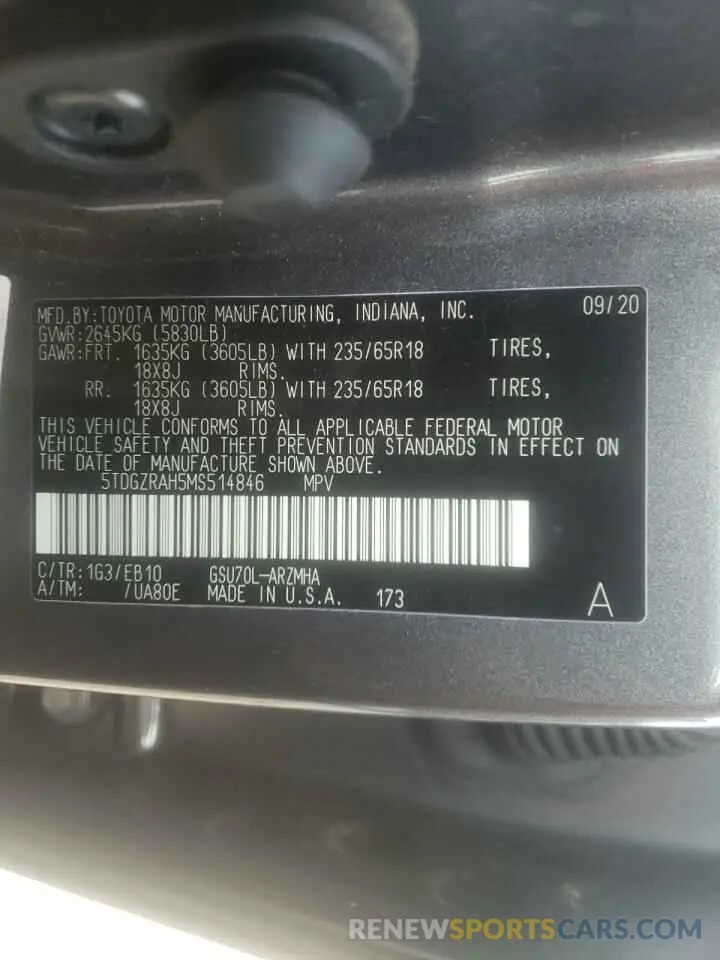 MFD.BY:TOYOTA MOTOR MANUFACTURING, INDIANA, INC. 09/20
GVWR:2645KG (5830LB)
GAWR:FRT. 1635KG (3605LB) WITH 235/65R18 TIRES,
18X8J RIMS.
RR. 1635KG (3605LB) WITH 235/65R18 TIRES,
18X8J RIMS.
THIS VEHICLE CONFORMS TO ALL APPLICABLE FEDERAL MOTOR
VEHICLE SAFETY AND THEFT PREVENTION STANDARDS IN EFFECT ON
THE DATE OF MANUFACTURE SHOWN ABOVE.
5TDGZRAH5MS514846 MPV
C/TR:1G3/EB10 GSU70L-ARZMHA
A/TM: /UA80E MADE IN U.S.A. 173 A
RENEWSPORTSCARS.COM